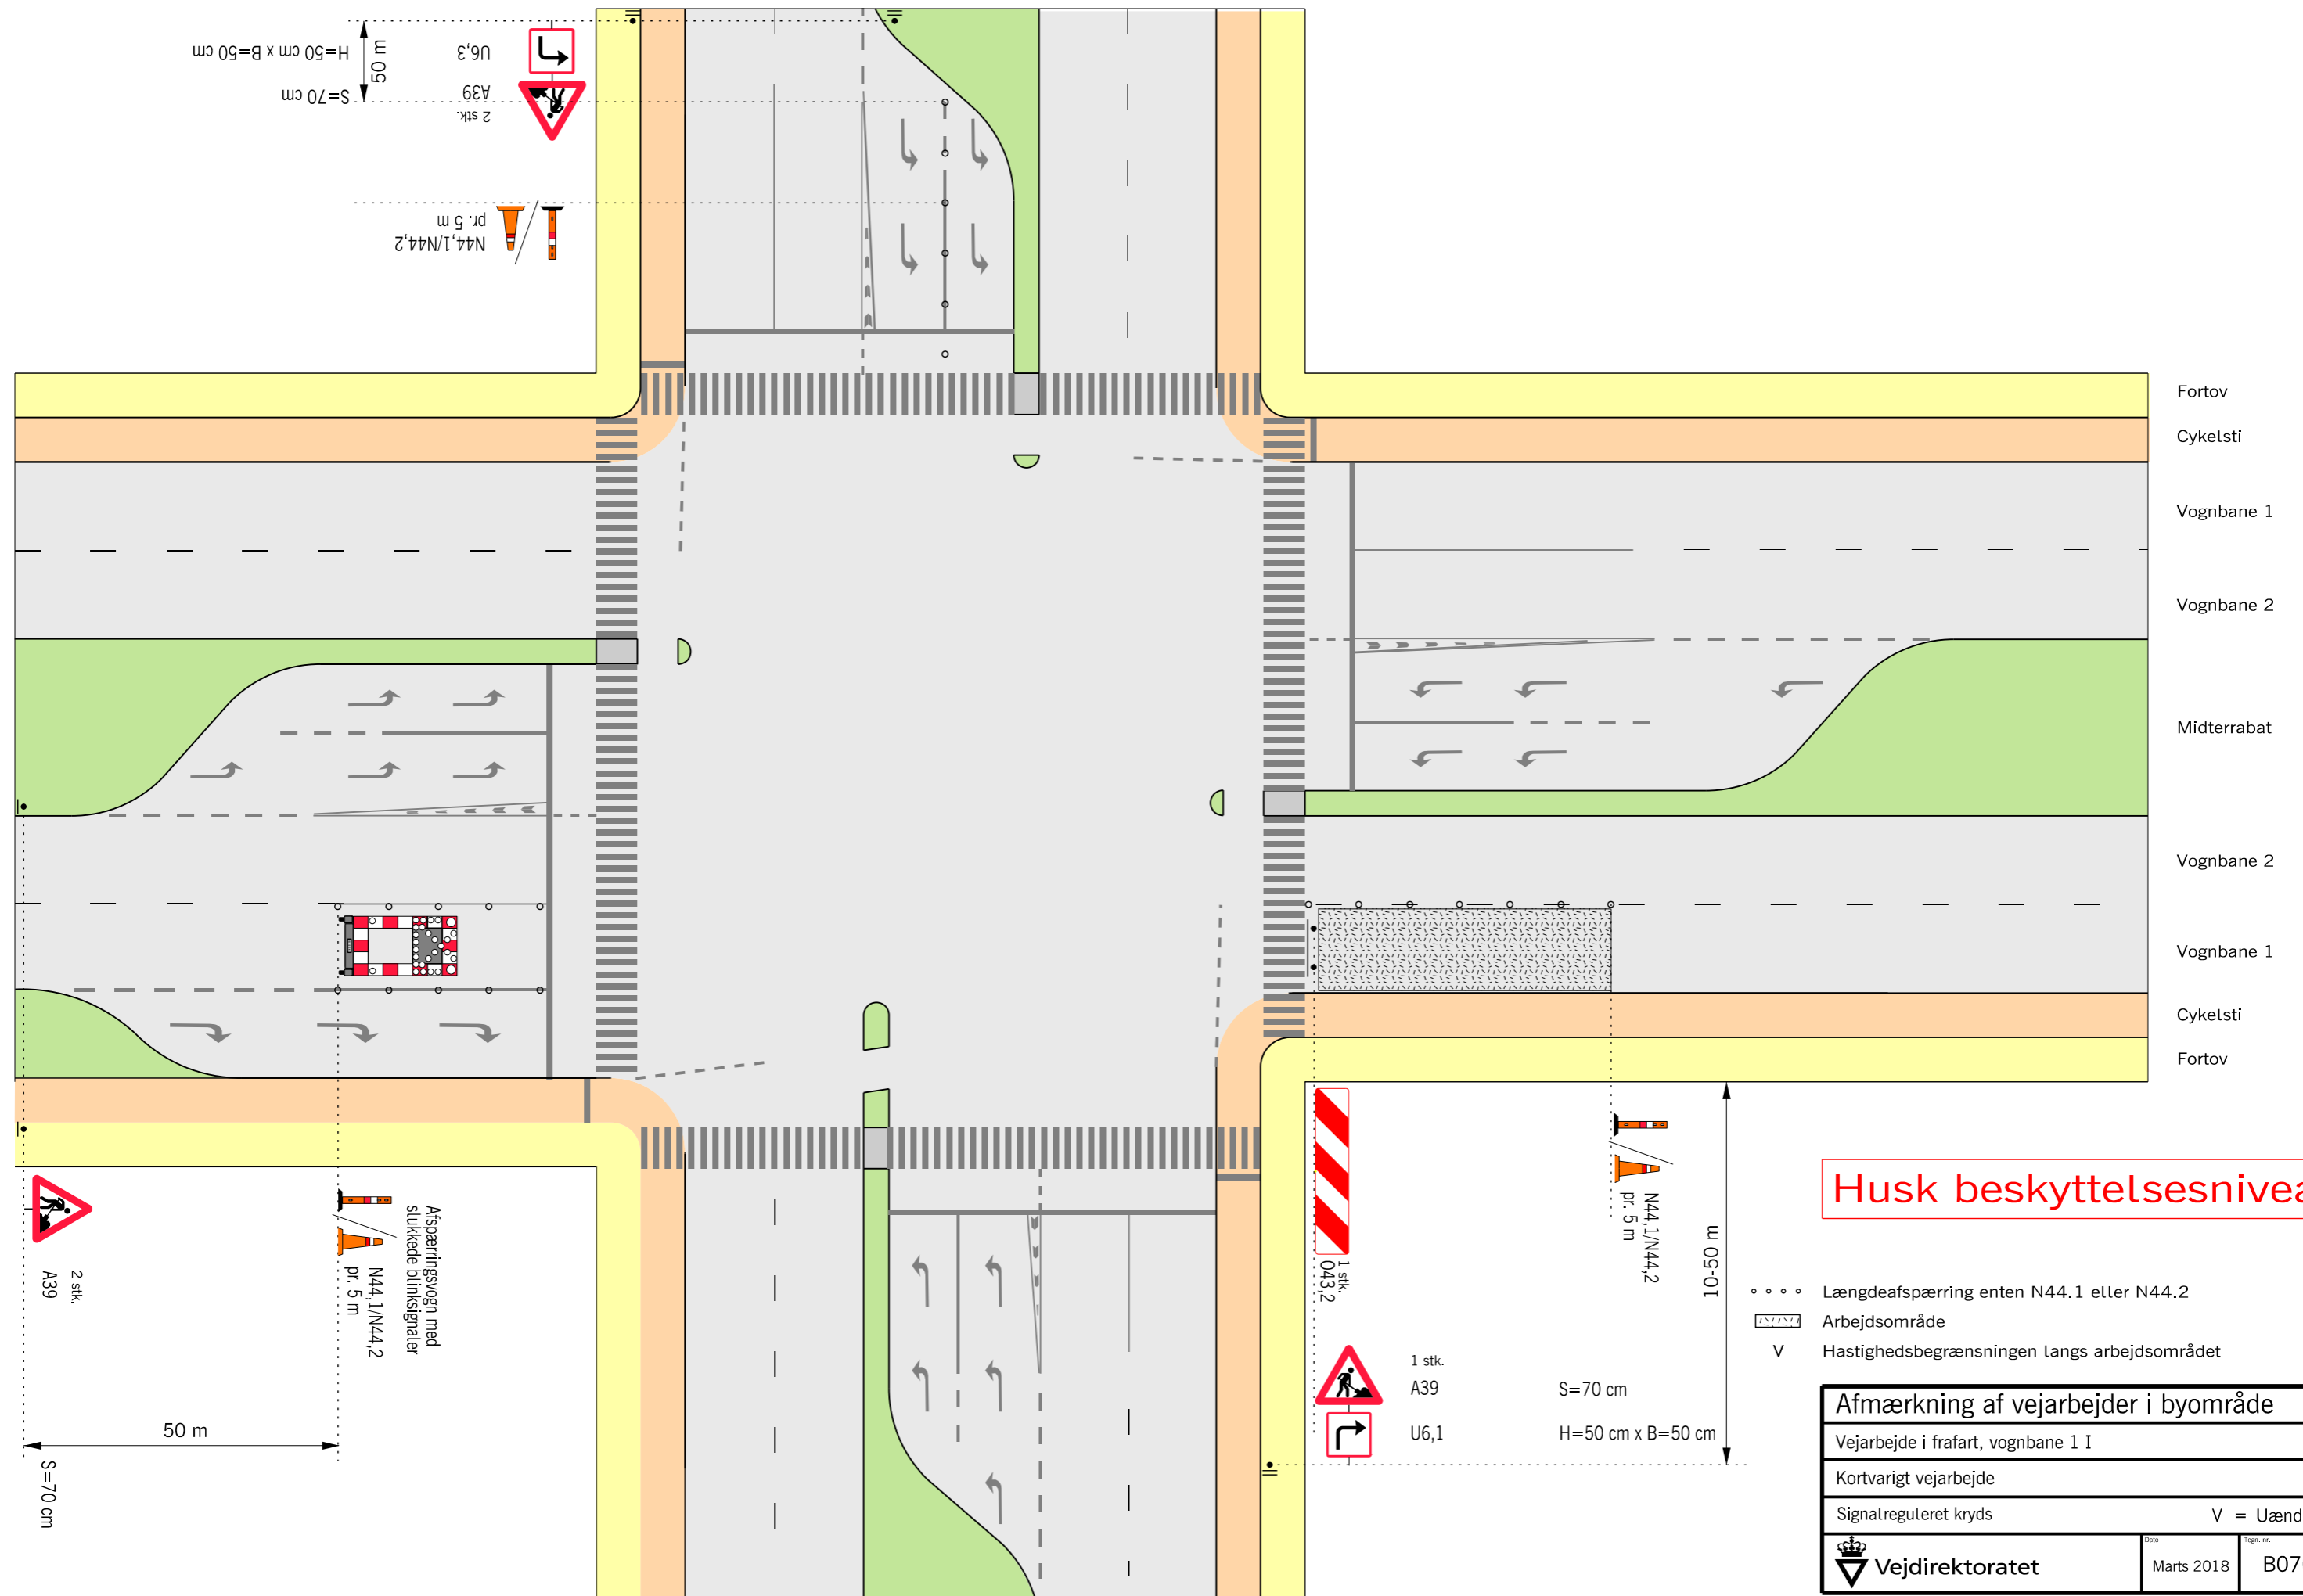 H=50 cm x B=50 cm
50 m
U6,3
S=70 cm
A39
2 stk.
pr. 5 m
N44,1/N44,2
Fortov
Cykelsti
Vognbane 1
Vognbane 2
Midterrabat
Vognbane 2
Vognbane 1
Cykelsti
Fortov
2 stk.
A39
S=70 cm
50 m
N44,1/N44,2
pr. 5 m
Afspærringsvogn med
slukkede blinksignaler
1 stk.
O43,2
N44,1/N44,2
pr. 5 m
10-50 m
1 stk.
A39
S=70 cm
U6,1
H=50 cm x B=50 cm
Husk
° ° ° ° Længdeafspærring enten N44.1 eller N44.2
Arbejdsområde
V Hastighedsbegrænsningen langs arbejdsområdet
Afmærkning af vejarbejder i byområde
Vejarbejde i frafart, vognbane 1 I
Kortvarigt vejarbejde
Signalreguleret kryds V =
Vejdirektoratet
Dato
Marts 2018
Tegn. nr.